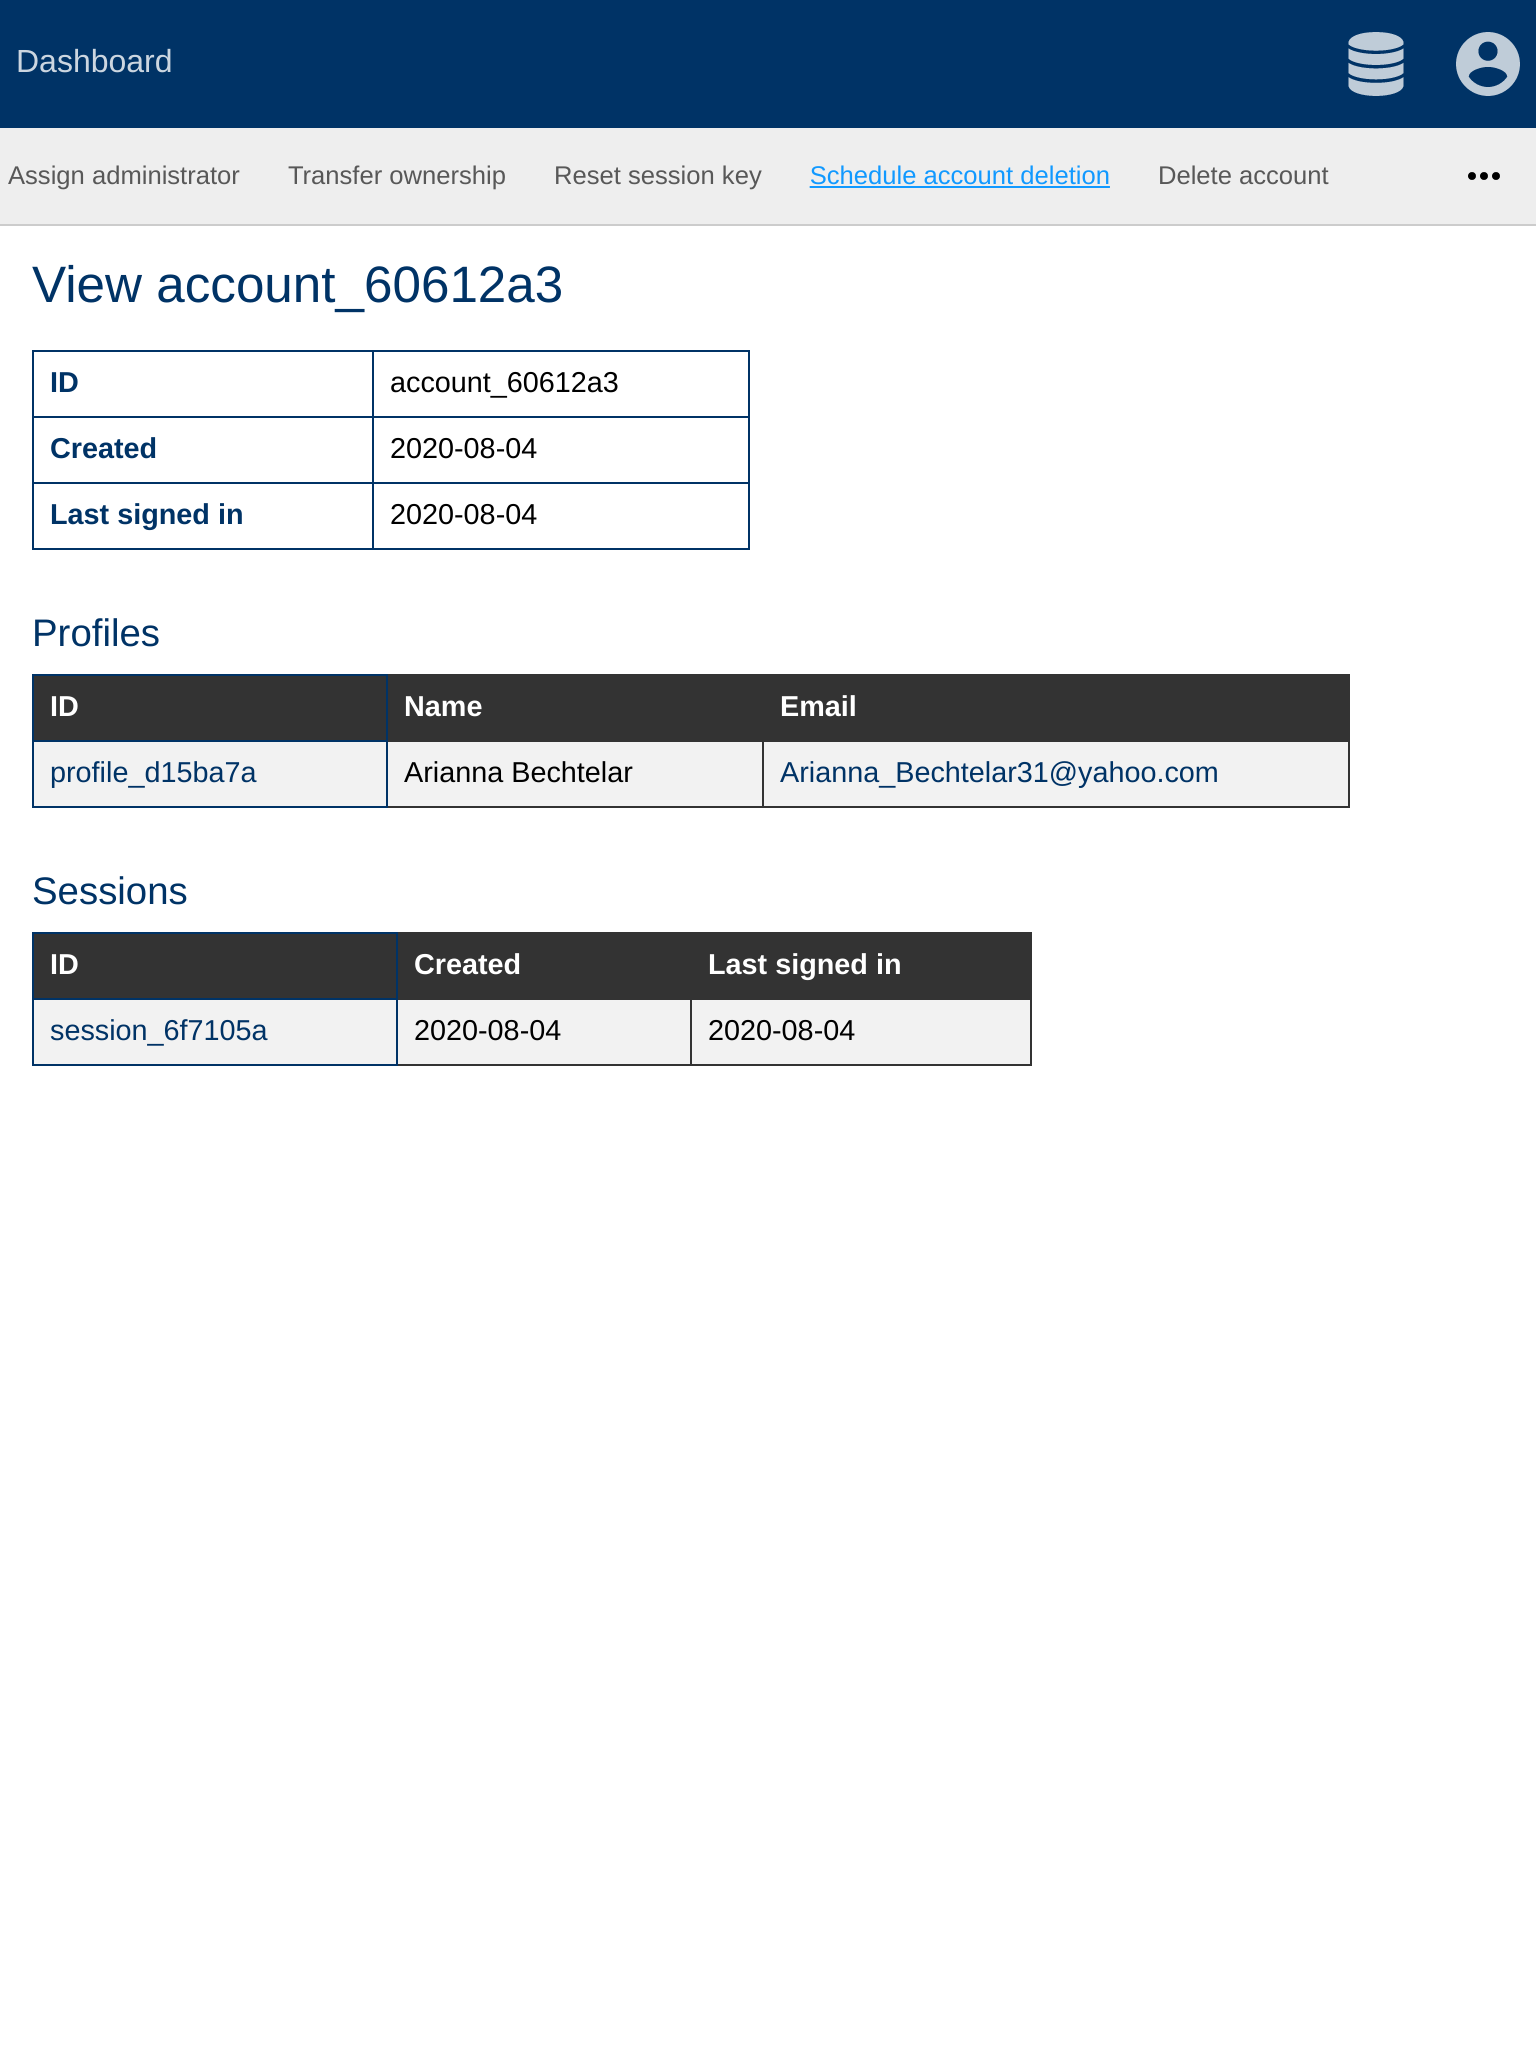 Dashboard
Assign administrator Transfer ownership Reset session key Schedule account deletion Delete account
View account_60612a3
ID account_60612a3
Created 2020-08-04
Last signed in 2020-08-04
Profiles
ID Name Email
profile_d15ba7a Arianna Bechtelar Arianna_Bechtelar31@yahoo.com
Sessions
ID Created Last signed in
session_6f7105a 2020-08-04 2020-08-04